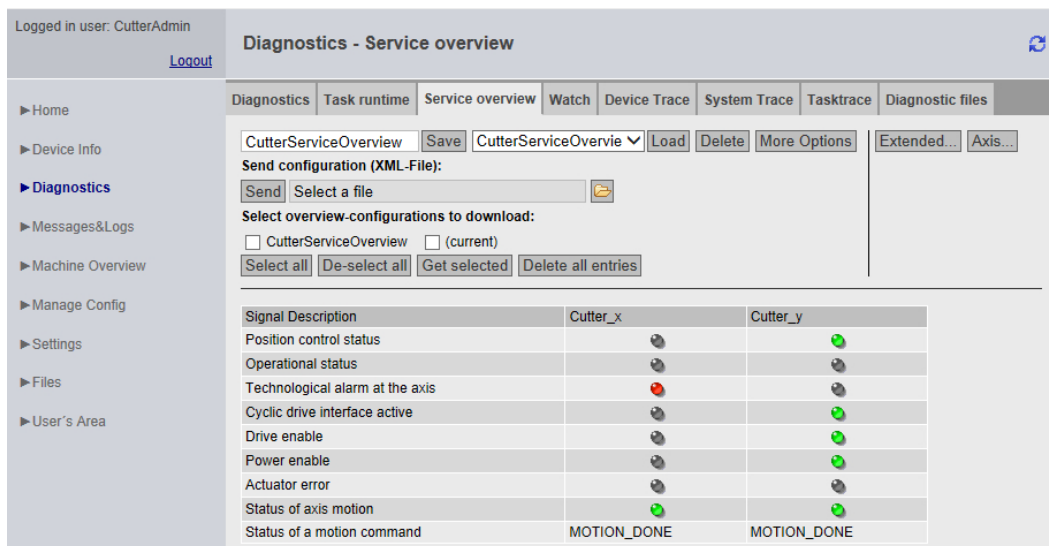 Logged in user: CutterAdmin
Logout
Diagnostics - Service overview
Diagnostics Task runtime Service overview Watch Device Trace System Trace Tasktrace Diagnostic files
►Home
►Device Info
►Diagnostics
►Messages&Logs
►Machine Overview
►Manage Config
►Settings
►Files
►User´s Area
CutterServiceOverview Save CutterServiceOvervie Load Delete More Options Extended... Axis...
Send configuration (XML-File):
Send Select a file
Select overview-configurations to download:
CutterServiceOverview (current)
Select all De-select all Get selected Delete all entries
Signal Description Cutter_x Cutter_y
Position control status
Operational status
Technological alarm at the axis
Cyclic drive interface active
Drive enable
Power enable
Actuator error
Status of axis motion
Status of a motion command MOTION_DONE MOTION_DONE